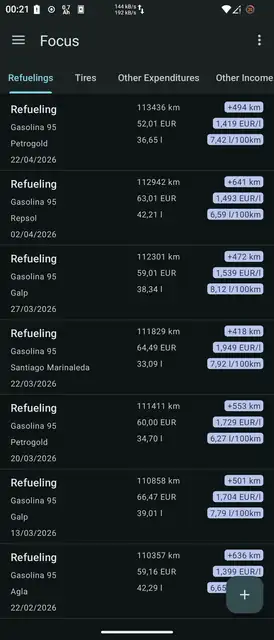 00:21
6,7 Ah
144 kB/s
192 kB/s
Focus
Refuelings Tires Other Expenditures Other Income
Refueling 113436 km +494 km
Gasolina 95 52,01 EUR 1,419 EUR/l
Petrogold 36,65 l 7,42 l/100km
22/04/2026
Refueling 112942 km +641 km
Gasolina 95 63,01 EUR 1,493 EUR/l
Repsol 42,21 l 6,59 l/100km
02/04/2026
Refueling 112301 km +472 km
Gasolina 95 59,01 EUR 1,539 EUR/l
Galp 38,34 l 8,12 l/100km
27/03/2026
Refueling 111829 km +418 km
Gasolina 95 64,49 EUR 1,949 EUR/l
Santiago Marinaleda 33,09 l 7,92 l/100km
22/03/2026
Refueling 111411 km +553 km
Gasolina 95 60,00 EUR 1,729 EUR/l
Petrogold 34,70 l 6,27 l/100km
20/03/2026
Refueling 110858 km +501 km
Gasolina 95 66,47 EUR 1,704 EUR/l
Galp 39,01 l 7,79 l/100km
13/03/2026
Refueling 110357 km +636 km
Gasolina 95 59,16 EUR 1,399 EUR/l
Agla 42,29 l 6,65
22/02/2026